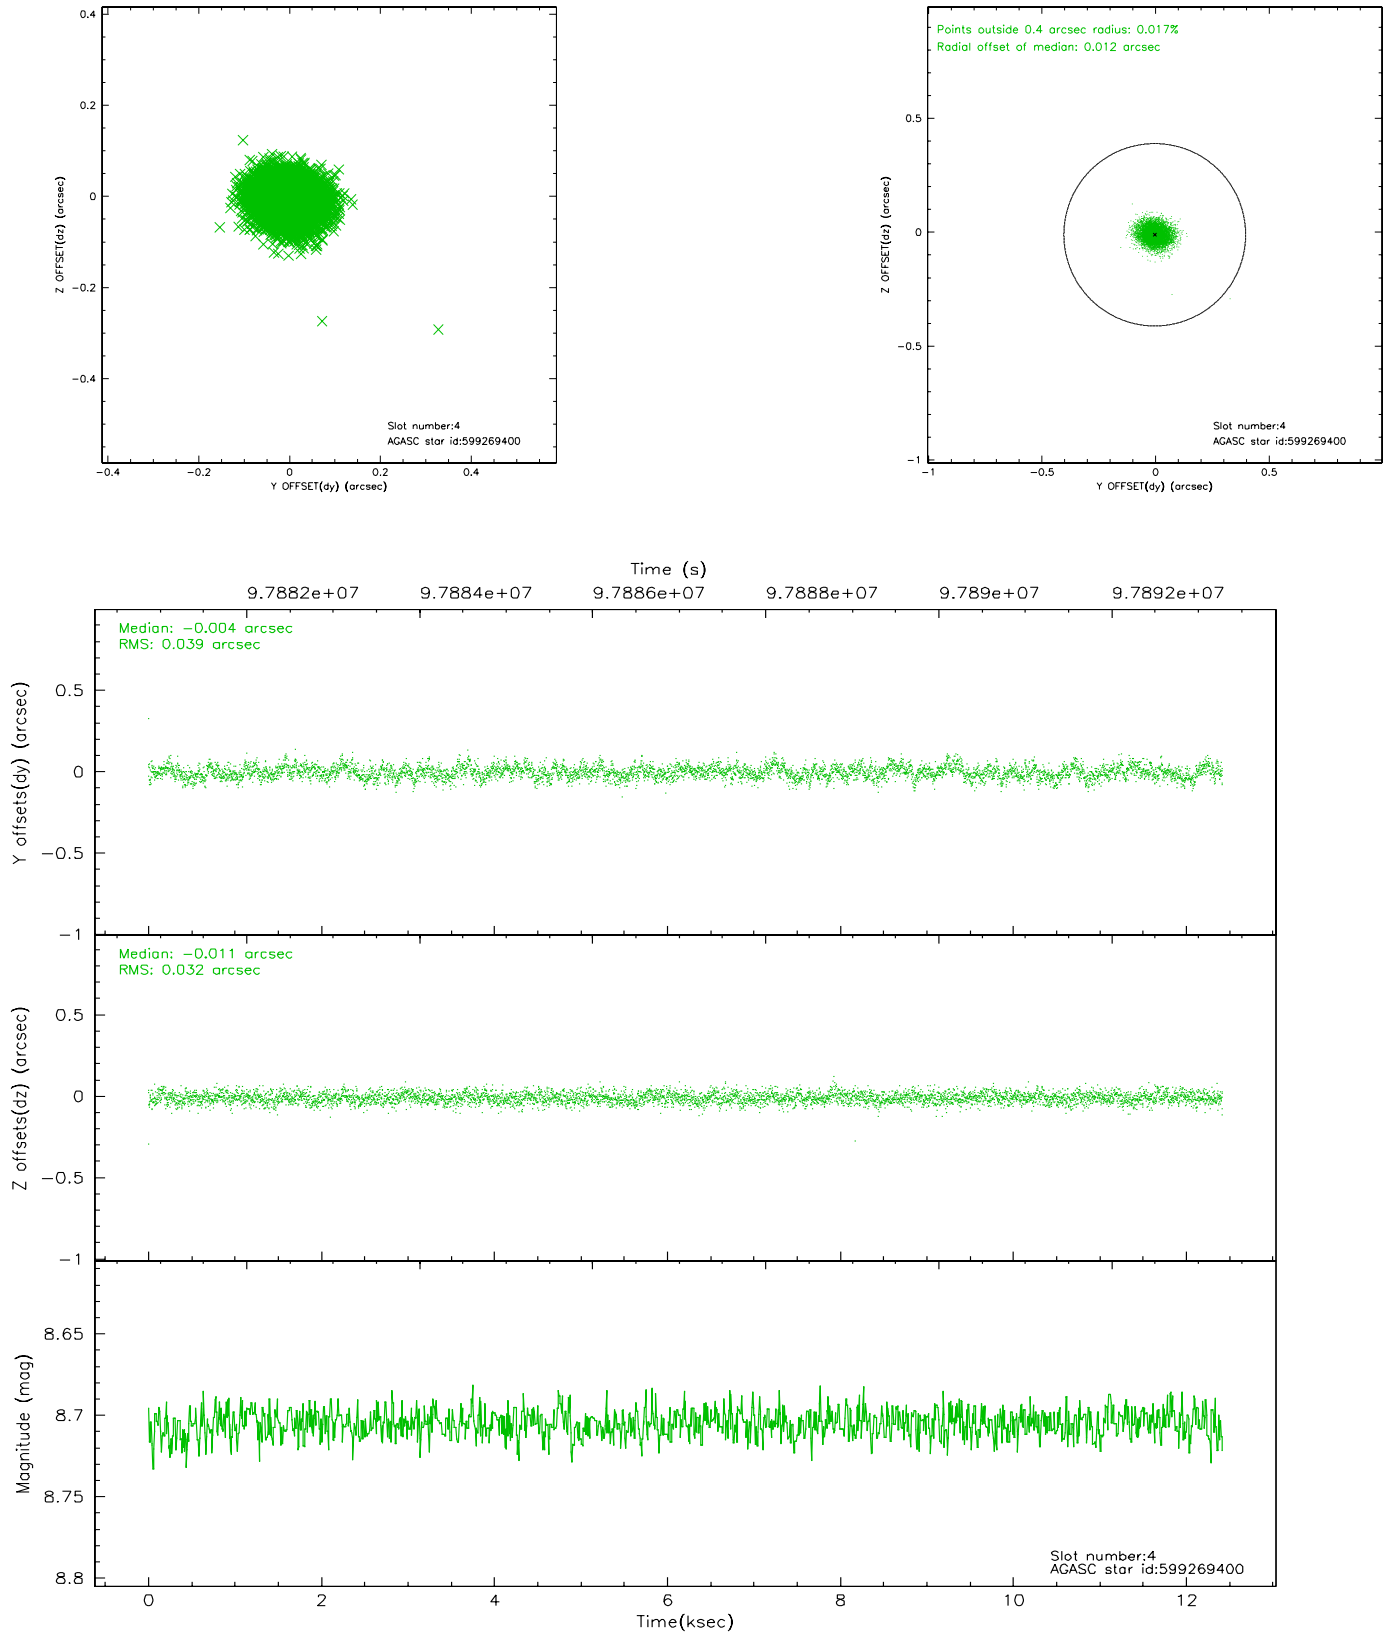 0.4
0.2
0
−0.2
−0.4
Z OFFSET(dz) (arcsec)
Slot number:4
AGASC star id:599269400
−0.4 −0.2 0 0.2 0.4
Y OFFSET(dy) (arcsec)
Points outside 0.4 arcsec radius: 0.017%
Radial offset of median: 0.012 arcsec
0.5
0
−0.5
−1
Z OFFSET(dz) (arcsec)
Slot number:4
AGASC star id:599269400
−1 −0.5 0 0.5
Y OFFSET(dy) (arcsec)
Time (s)
9.7882e+07 9.7884e+07 9.7886e+07 9.7888e+07 9.789e+07 9.7892e+07
Median: −0.004 arcsec
RMS: 0.039 arcsec
0.5
0
−0.5
−1
Y offsets(dy) (arcsec)
Median: −0.011 arcsec
RMS: 0.032 arcsec
0.5
0
−0.5
−1
Z offsets(dz) (arcsec)
8.65
8.7
8.75
8.8
Magnitude (mag)
Slot number:4
AGASC star id:599269400
0 2 4 6 8 10 12
Time(ksec)